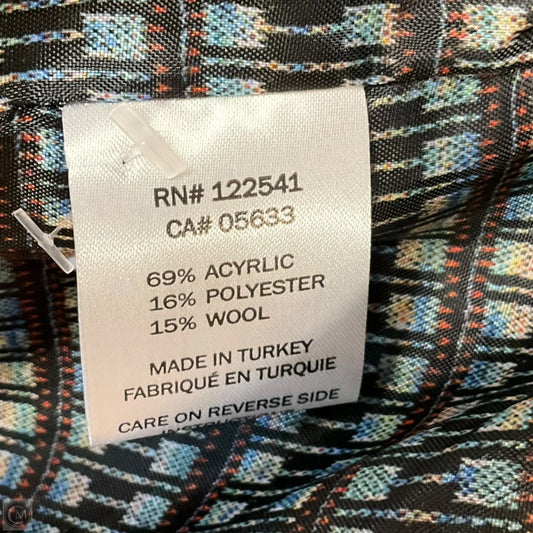 RN# 122541
CA# 05633
69% ACYRLIC
16% POLYESTER
15% WOOL
MADE IN TURKEY
FABRIQUÉ EN TURQUIE
CARE ON REVERSE SIDE